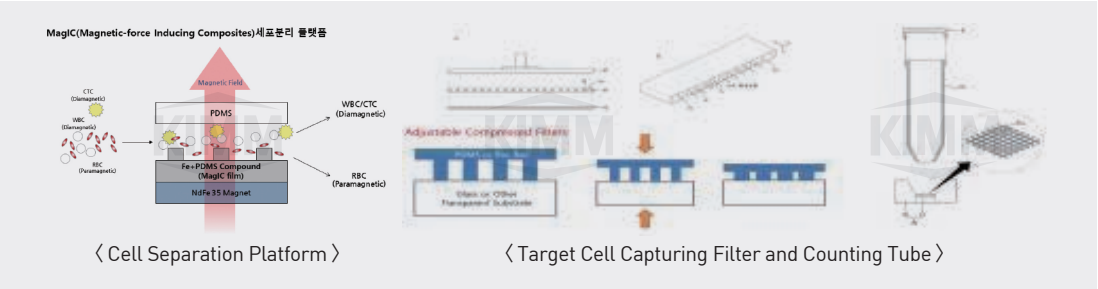 MagIC(Magnetic-force Inducing Composites)세포분리 플랫폼
Magnetic Field
CTC
(Diamagnetic)
WBC
(Diamagnetic)
RBC
(Paramagnetic)
PDMS
Fe+PDMS Compound
(MagIC film)
NdFe35 Magnet
WBC/CTC
(Diamagnetic)
RBC
(Paramagnetic)
KIMM
〈Cell Separation Platform〉
Adjustable Compound Filters
KIMM
Glass or Other
Transparent Substrate
KIMM
〈Target Cell Capturing Filter and Counting Tube〉